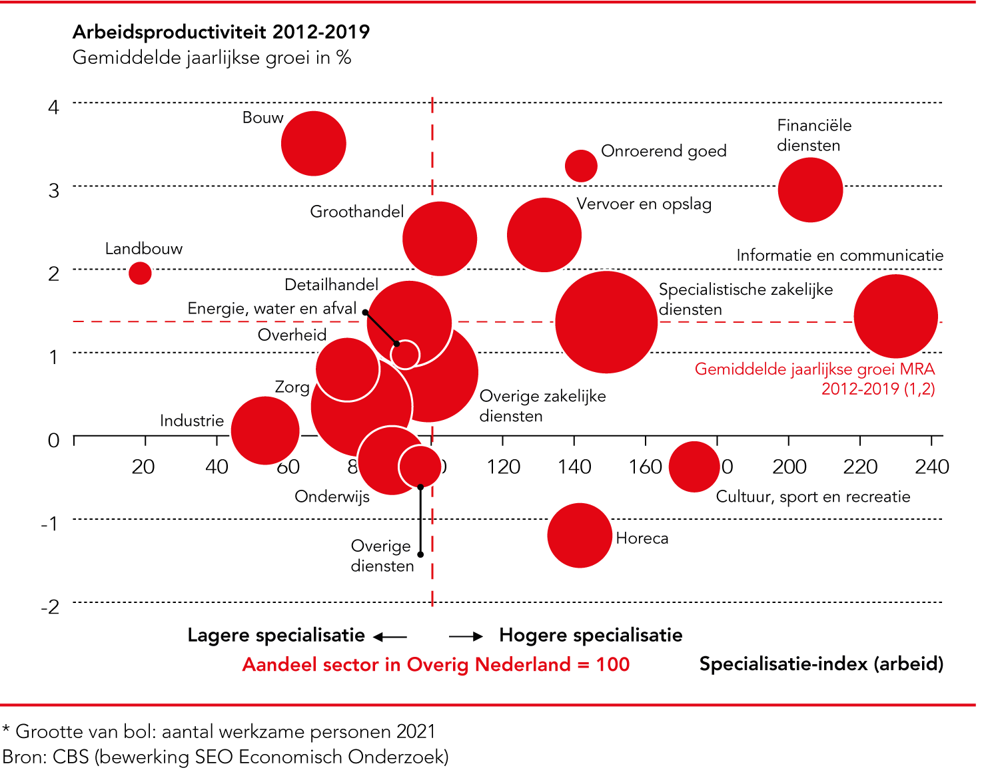 Arbeidsproductiviteit 2012-2019
Gemiddelde jaarlijkse groei in %
4
Bouw
Financiële
diensten
Onroerend goed
3
Vervoer en opslag
Groothandel
Landbouw
Informatie en communicatie
2
Detailhandel
Specialistische zakelijke
diensten
Energie, water en afval
Overheid
1
Gemiddelde jaarlijkse groei MRA
2012-2019 (1,2)
Zorg
Overige zakelijke
diensten
Industrie
0
20 40 60 8 0 120 140 160 0 200 220 240
Onderwijs
Cultuur, sport en recreatie
-1
Horeca
Overige
diensten
-2
Lagere specialisatie
Hogere specialisatie
Aandeel sector in Overig Nederland = 100
Specialisatie-index (arbeid)
* Grootte van bol: aantal werkzame personen 2021
Bron: CBS (bewerking SEO Economisch Onderzoek)